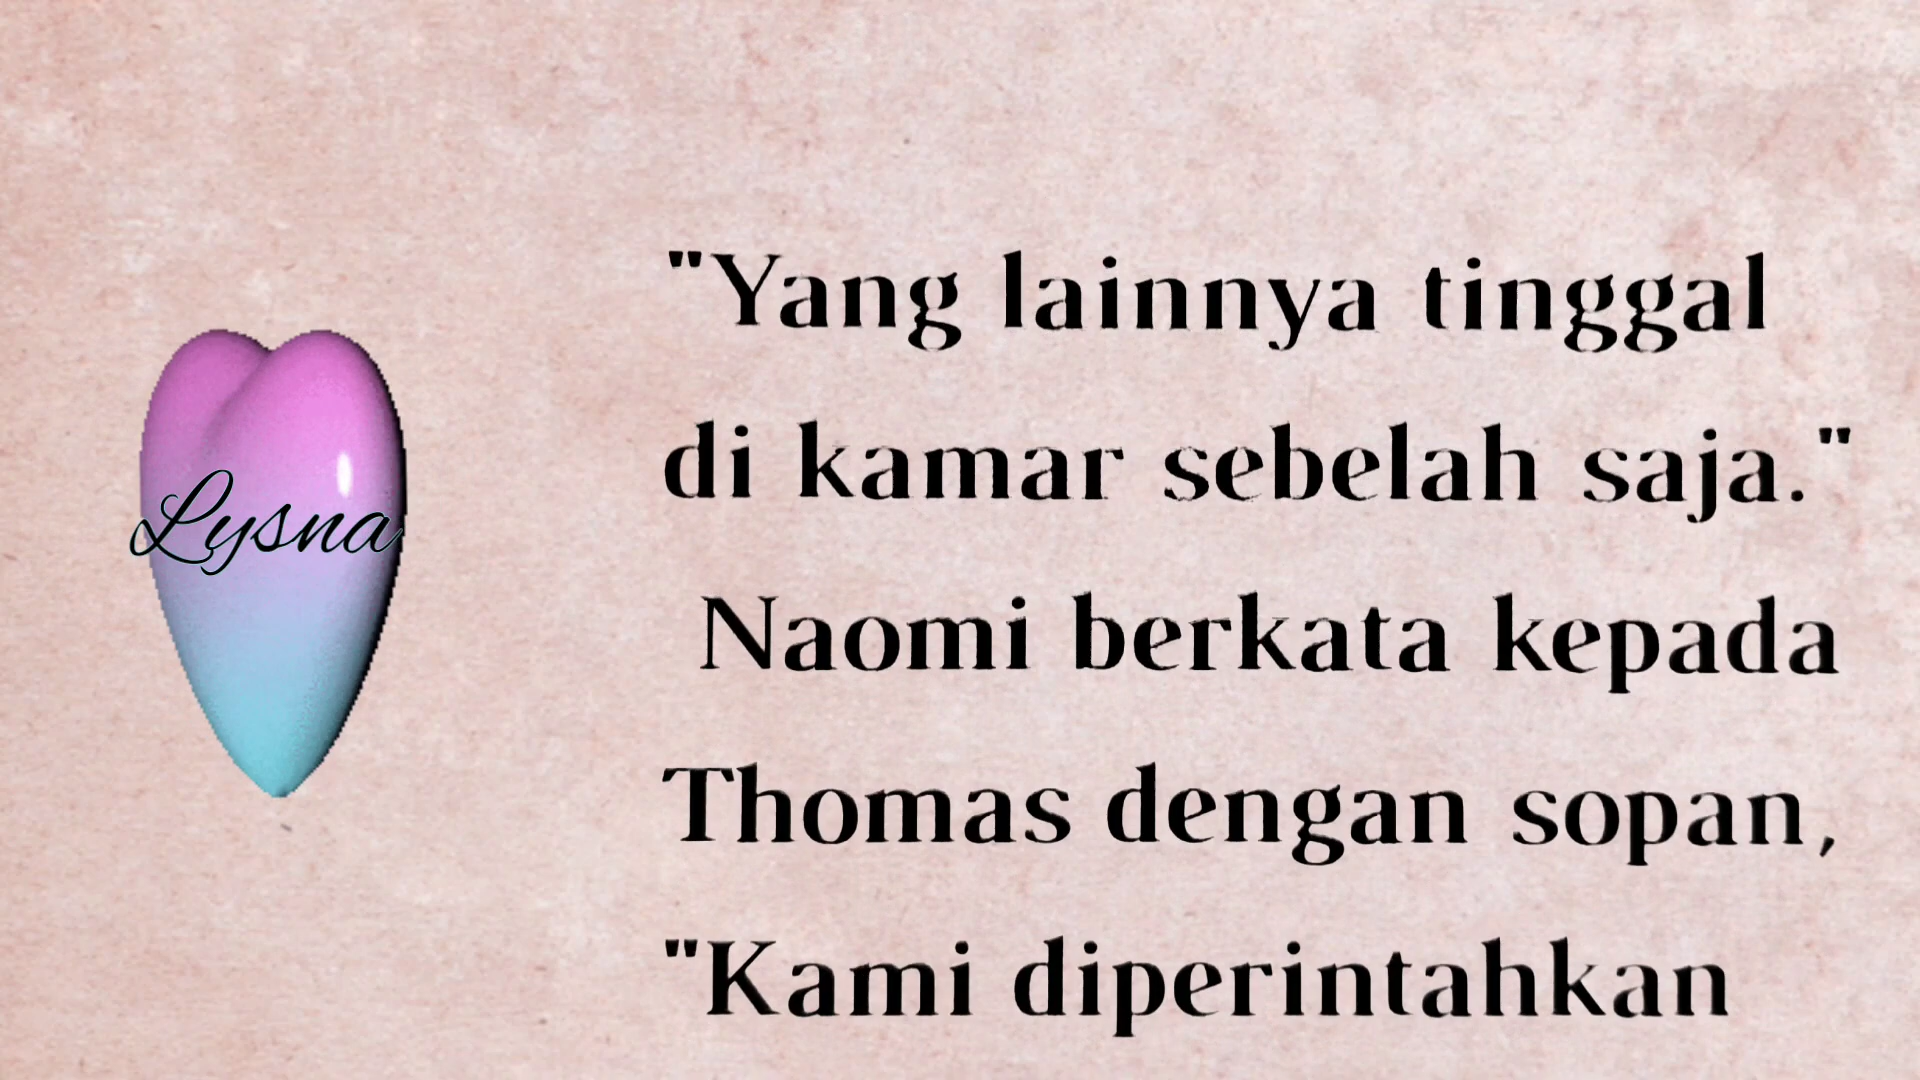 Lysna
"Yang lainnya tinggal
di kamar sebelah saja."
Naomi berkata kepada
Thomas dengan sopan,
"Kami diperintahkan